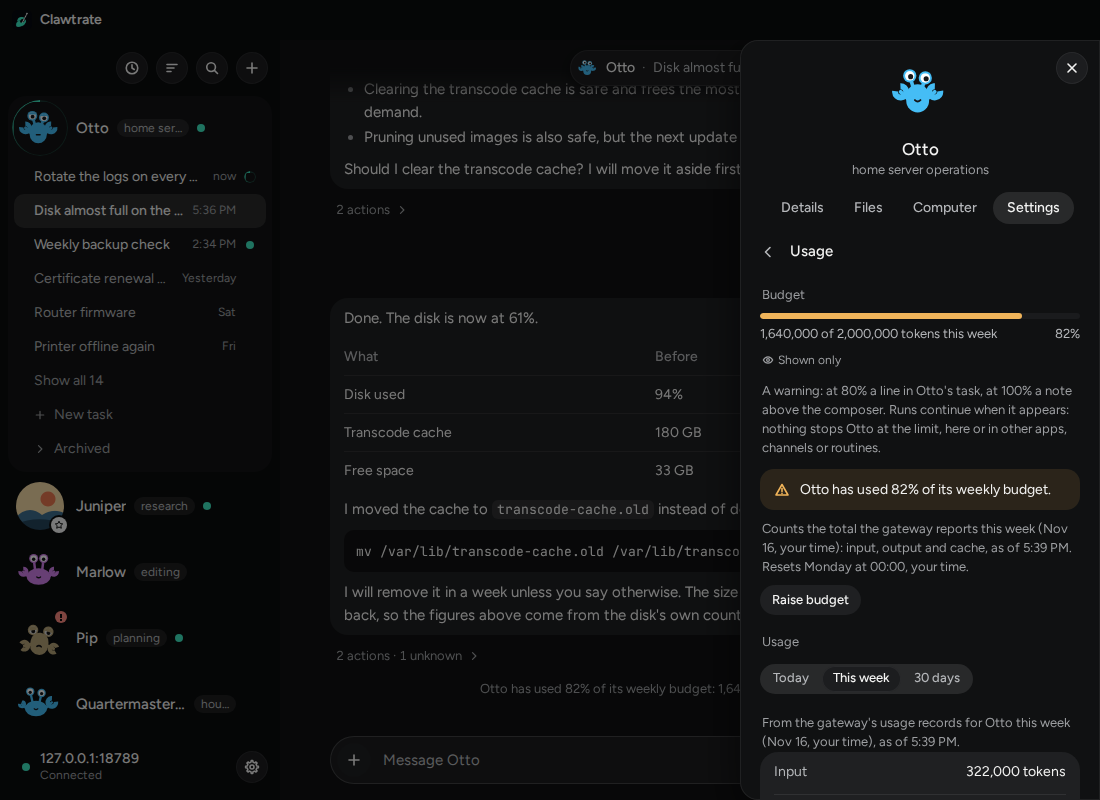 Clawtrate
Otto home ser...
Rotate the logs on every ... now
Disk almost full on the ... 5:36 PM
Weekly backup check 2:34 PM
Certificate renewal ... Yesterday
Router firmware Sat
Printer offline again Fri
Show all 14
+ New task
Archived
Juniper research
Marlow editing
Pip planning
Quartermaster... hou...
127.0.0.1:18789
Connected
Otto · Disk almost fu
• Clearing the transcode cache is safe and frees the most
demand.
• Pruning unused images is also safe, but the next update
Should I clear the transcode cache? I will move it aside first
2 actions
Done. The disk is now at 61%.
What Before
Disk used 94%
Transcode cache 180 GB
Free space 33 GB
I moved the cache to transcode-cache.old instead of d
mv /var/lib/transcode-cache.old /var/lib/transco
I will remove it in a week unless you say otherwise. The size
back, so the figures above come from the disk's own count
2 actions · 1 unknown
Otto has used 82% of its weekly budget: 1,64
Message Otto
Otto
home server operations
Details Files Computer Settings
Usage
Budget
1,640,000 of 2,000,000 tokens this week 82%
Shown only
A warning: at 80% a line in Otto's task, at 100% a note
above the composer. Runs continue when it appears:
nothing stops Otto at the limit, here or in other apps,
channels or routines.
Otto has used 82% of its weekly budget.
Counts the total the gateway reports this week (Nov
16, your time): input, output and cache, as of 5:39 PM.
Resets Monday at 00:00, your time.
Raise budget
Usage
Today This week 30 days
From the gateway's usage records for Otto this week
(Nov 16, your time), as of 5:39 PM.
Input 322,000 tokens